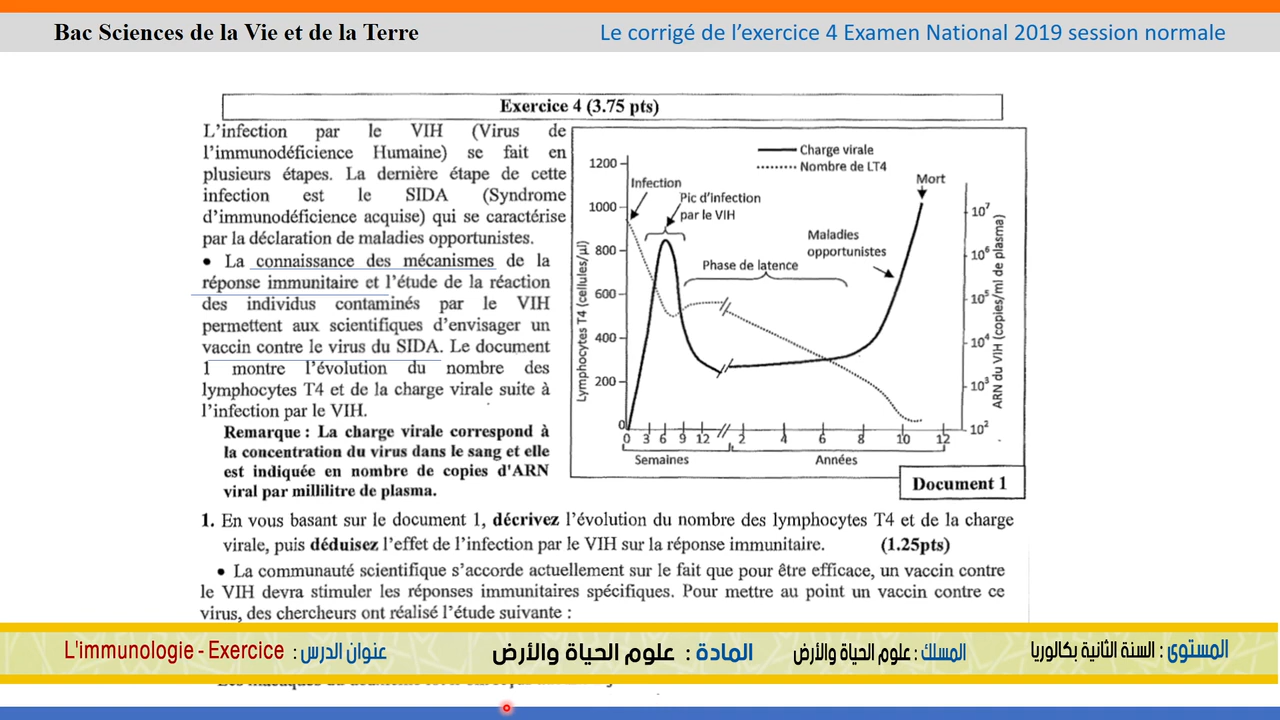 Bac Sciences de la Vie et de la Terre
Le corrigé de l’exercice 4 Examen National 2019 session normale
Exercice 4 (3.75 pts)
L’infection par le VIH (Virus de
l’immunodéficience Humaine) se fait en
plusieurs étapes. La dernière étape de cette
infection est le SIDA (Syndrome
d’immunodéficience acquise) qui se caractérise
par la déclaration de maladies opportunistes.
• La connaissance des mécanismes de la
réponse immunitaire et l’étude de la réaction
des individus contaminés par le VIH
permettent aux scientifiques d’envisager un
vaccin contre le virus du SIDA. Le document
1 montre l’évolution du nombre des
lymphocytes T4 et de la charge virale suite à
l’infection par le VIH.
Remarque : La charge virale correspond à
la concentration du virus dans le sang et elle
est indiquée en nombre de copies d'ARN
viral par millilitre de plasma.
Charge virale
Nombre de LT4
Infection
Pic d’infection
par le VIH
Phase de latence
Maladies
opportunistes
Mort
Lymphocytes T4 (cellules/µl)
1200
1000
800
600
400
200
0
ARN du VIH (copies/ml de plasma)
10⁷
10⁶
10⁵
10⁴
10³
10²
0 3 6 9 12 2 4 6 8 10 12
Semaines
Années
Document 1
1. En vous basant sur le document 1, décrivez l’évolution du nombre des lymphocytes T4 et de la charge
virale, puis déduisez l’effet de l’infection par le VIH sur la réponse immunitaire. (1.25pts)
• La communauté scientifique s’accorde actuellement sur le fait que pour être efficace, un vaccin contre
le VIH devra stimuler les réponses immunitaires spécifiques. Pour mettre au point un vaccin contre ce
virus, des chercheurs ont réalisé l’étude suivante :
المستوى : السنة الثانية بكالوريا
المسلك : علوم الحياة والأرض
المادة : علوم الحياة والأرض
عنوان الدرس : L'immunologie - Exercice